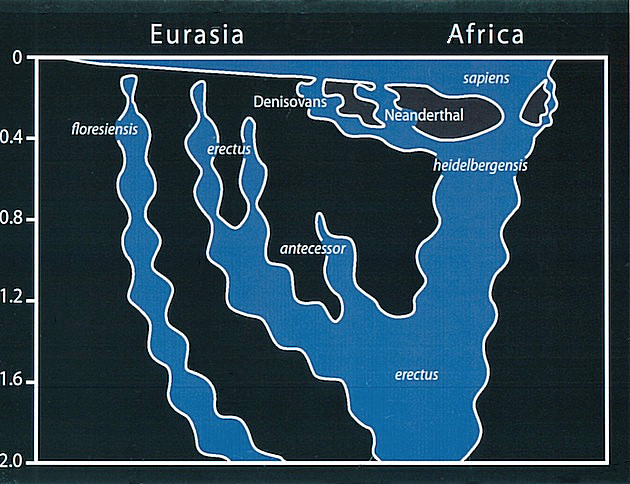 Eurasia Africa
0
sapiens
Denisovans
Neanderthal
floresiensis
0.4
erectus
heidelbergensis
0.8
antecessor
1.2
erectus
1.6
2.0